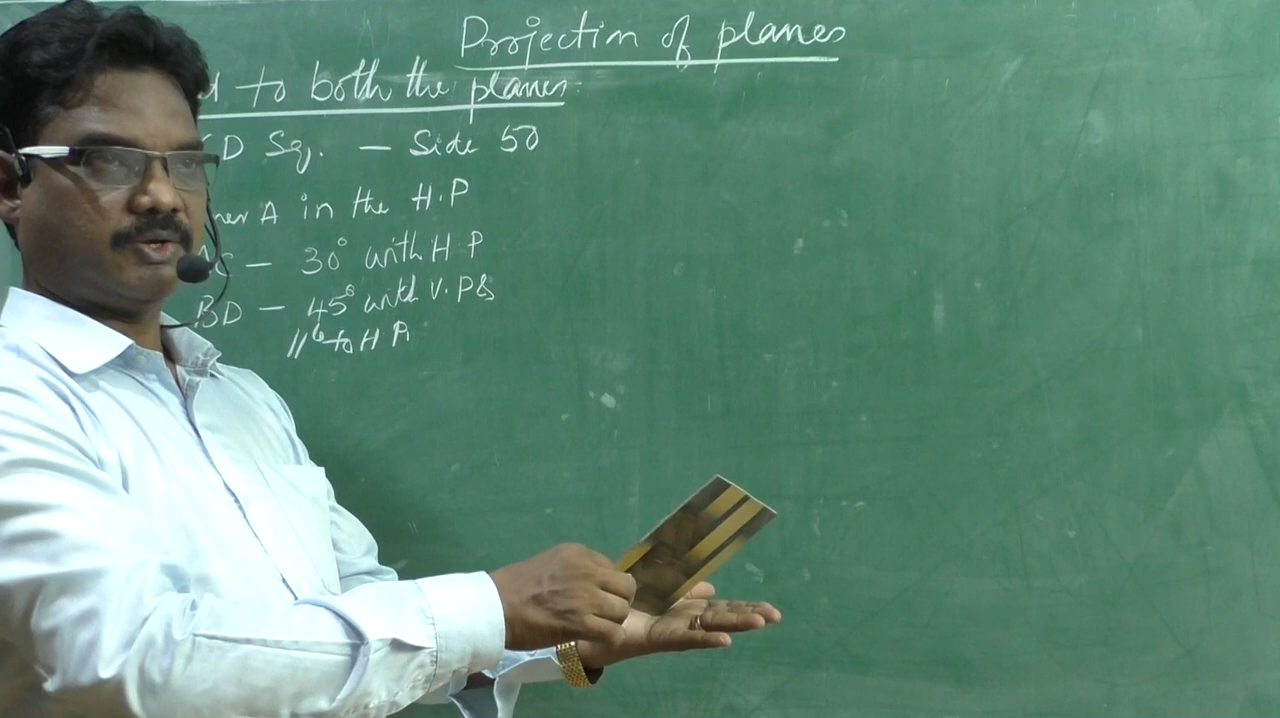 Projection of planes
to both the planes.
D Sq. — Side 50
A in the H.P
— 30° with H.P
BD — 45° with V.P &
// to H P.